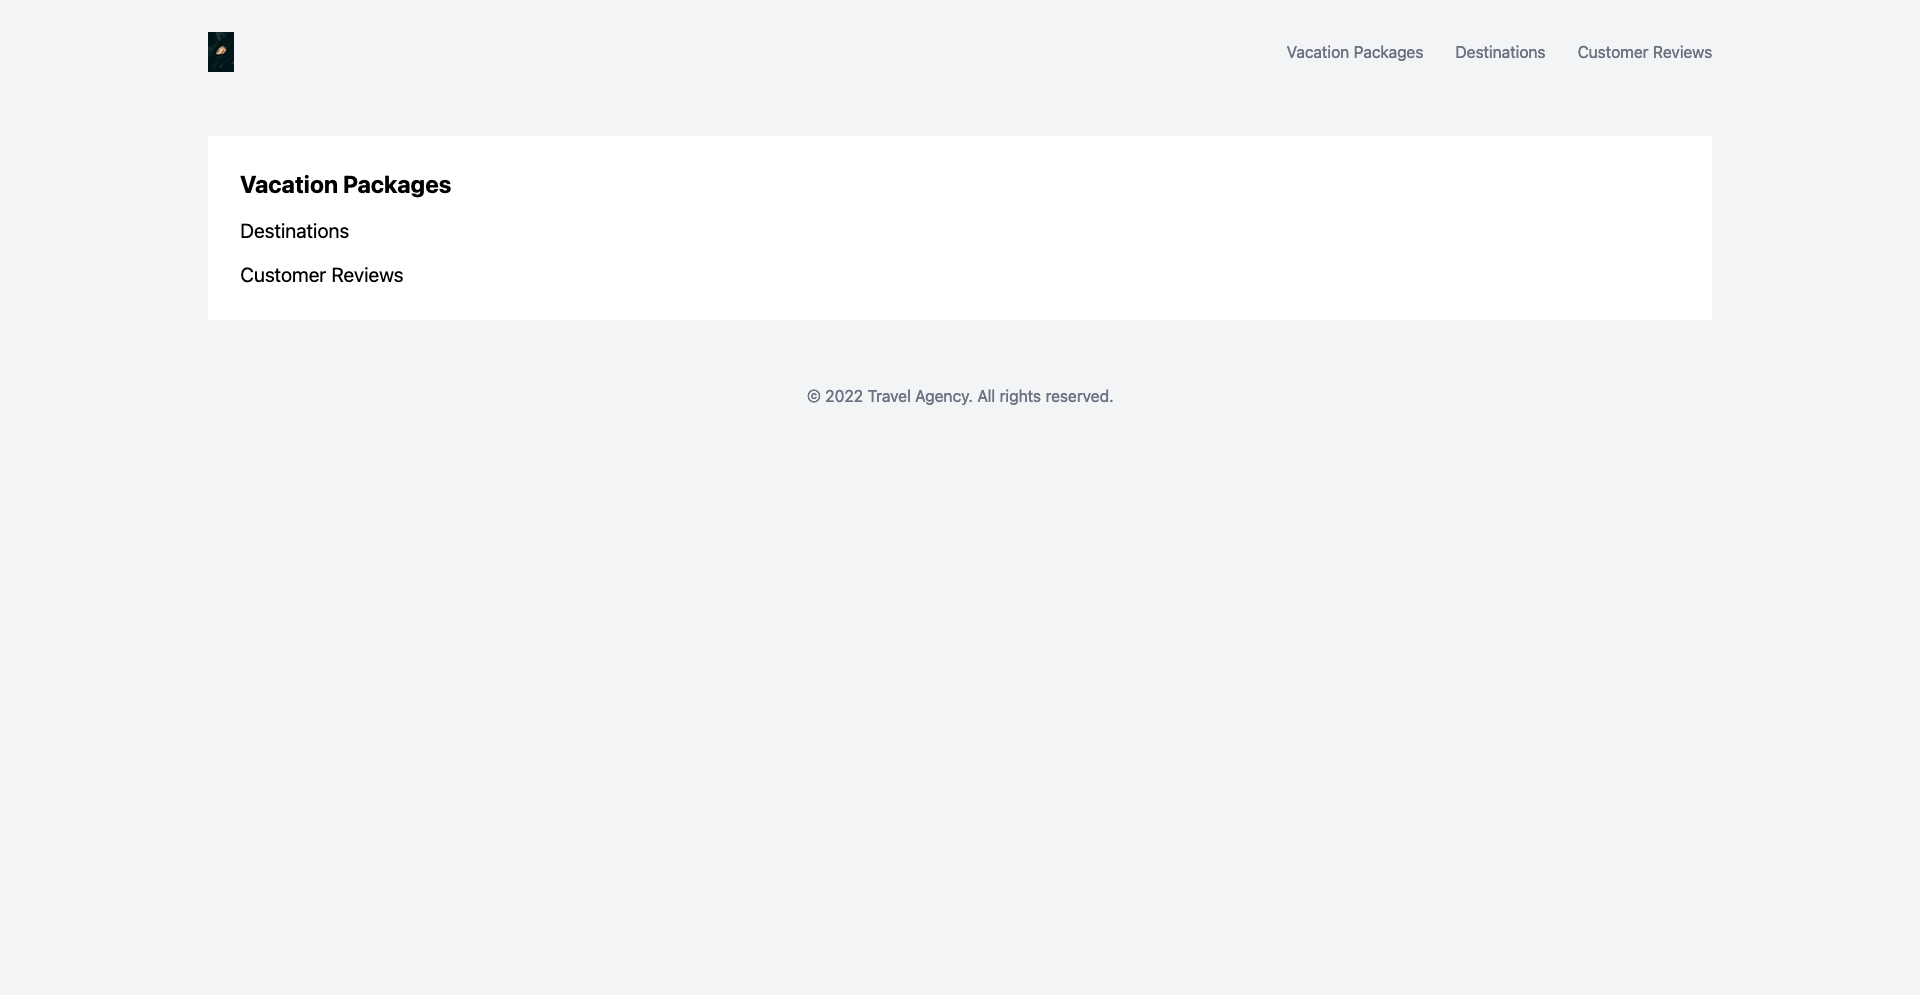 Vacation Packages Destinations Customer Reviews
Vacation Packages
Destinations
Customer Reviews
© 2022 Travel Agency. All rights reserved.